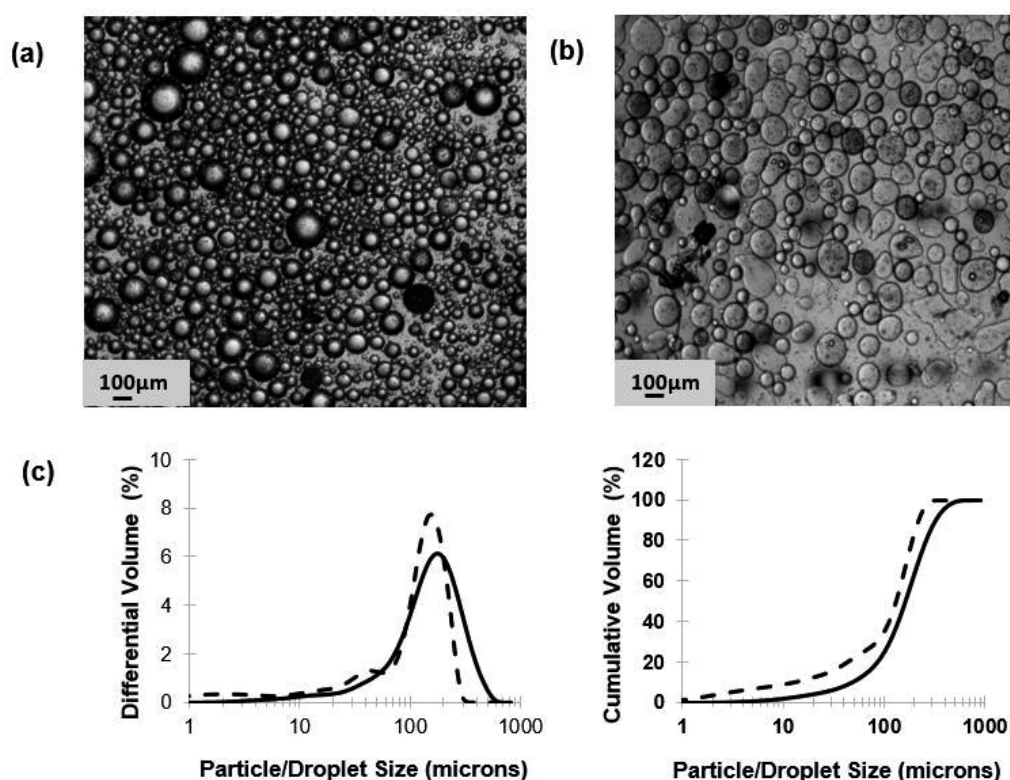 (a)
100µm
(b)
100µm
(c)
Differential Volume (%)
10
8
6
4
2
0
1 10 100 1000
Particle/Droplet Size (microns)
Cumulative Volume (%)
120
100
80
60
40
20
0
1 10 100 1000
Particle/Droplet Size (microns)